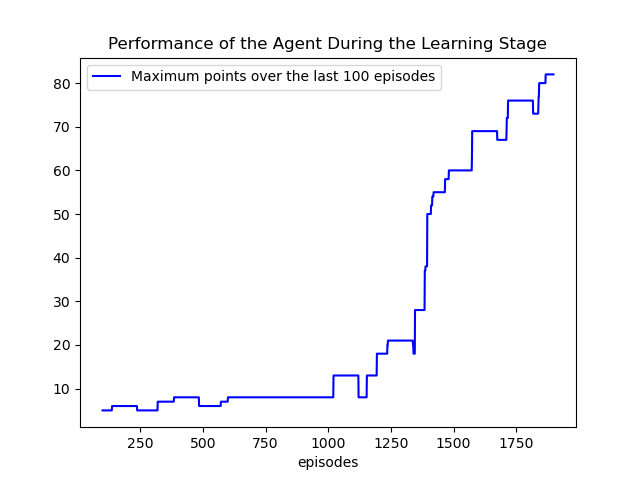 Performance of the Agent During the Learning Stage
Maximum points over the last 100 episodes
80
70
60
50
40
30
20
10
250 500 750 1000 1250 1500 1750
episodes